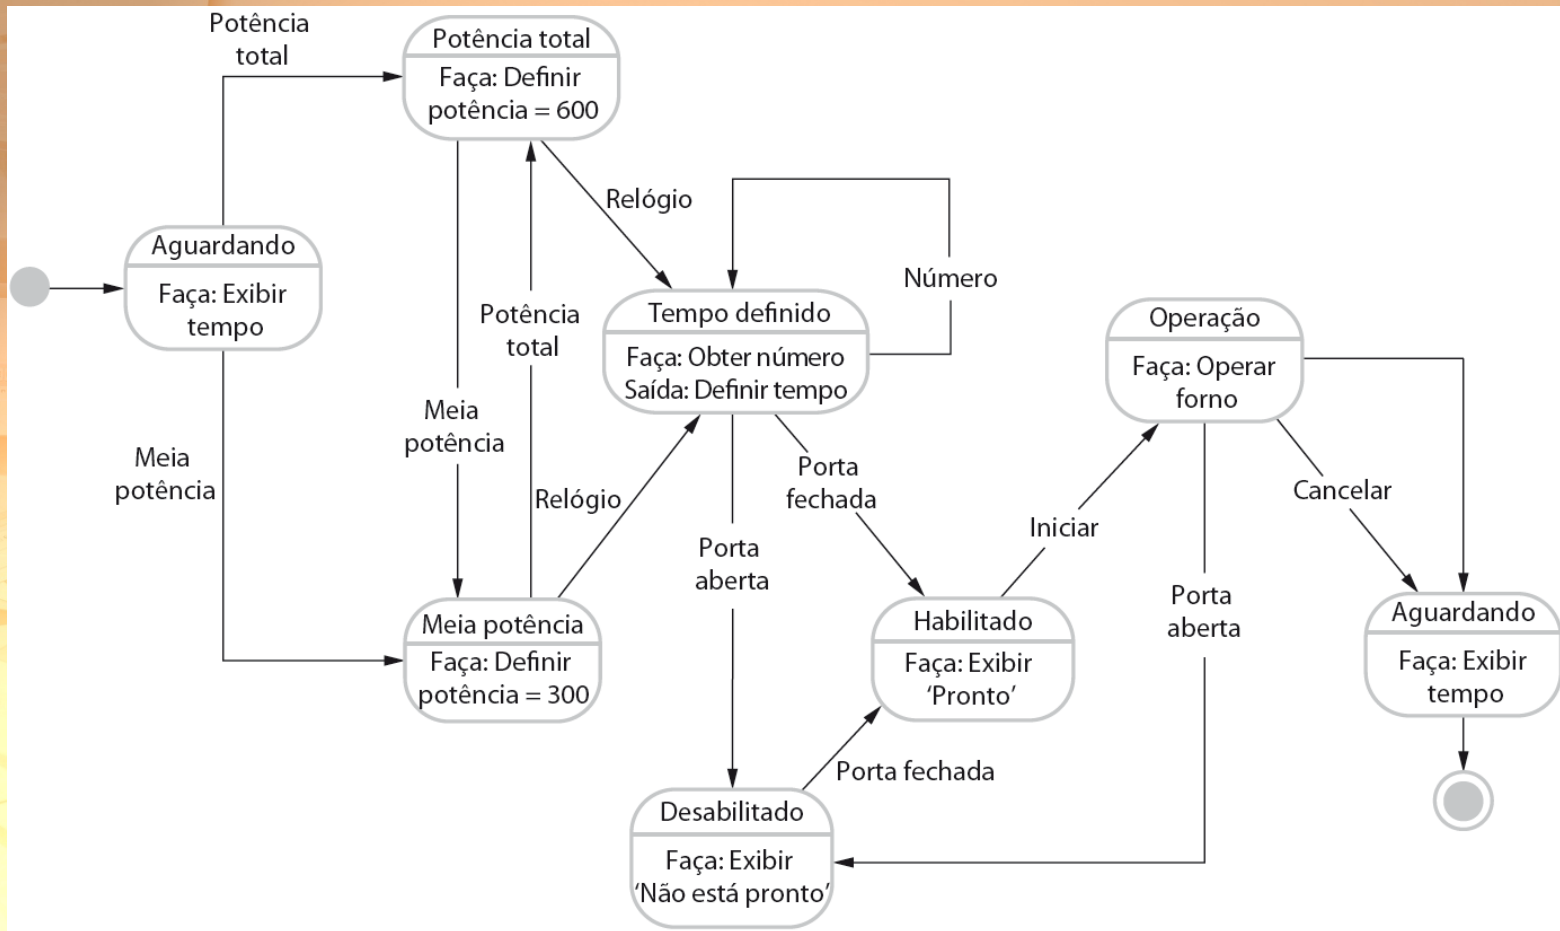 Potência
total
Potência total
Faça: Definir
potência = 600
Relógio
Aguardando
Faça: Exibir
tempo
Número
Potência
total
Tempo definido
Faça: Obter número
Saída: Definir tempo
Operação
Faça: Operar
forno
Meia
potência
Meia
potência
Relógio
Porta
fechada
Cancelar
Iniciar
Porta
aberta
Porta
aberta
Meia potência
Faça: Definir
potência = 300
Habilitado
Faça: Exibir
‘Pronto’
Aguardando
Faça: Exibir
tempo
Porta fechada
Desabilitado
Faça: Exibir
‘Não está pronto’